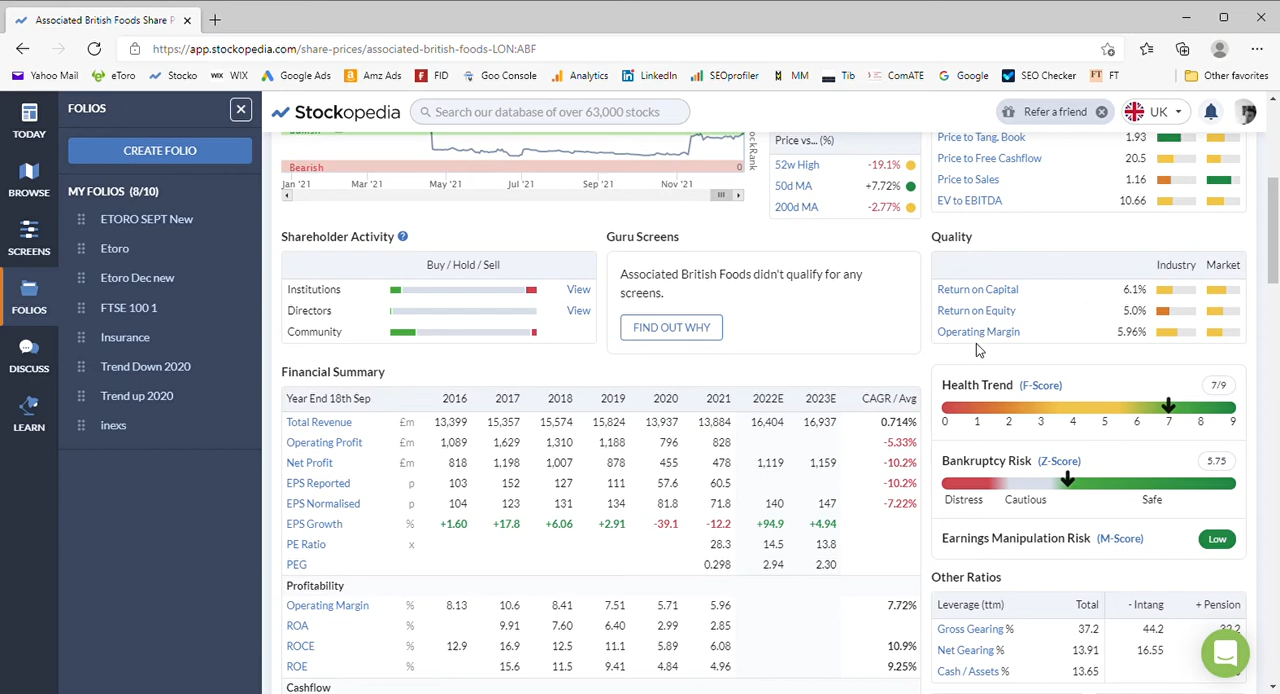 Associated British Foods Share P
https://app.stockopedia.com/share-prices/associated-british-foods-LON:ABF
Yahoo Mail eToro Stocko WIX WIX Google Ads Amz Ads FID Goo Console Analytics LinkedIn SEOprofiler MM Tib ComATE Google SEO Checker FT FT Other favorites
TODAY
BROWSE
SCREENS
FOLIOS
DISCUSS
LEARN
FOLIOS
CREATE FOLIO
MY FOLIOS (8/10)
ETORO SEPT New
Etoro
Etoro Dec new
FTSE 100 1
Insurance
Trend Down 2020
Trend up 2020
inexs
Stockopedia Search our database of over 63,000 stocks Refer a friend UK
Bearish 0
Jan '21 Mar '21 May '21 Jul '21 Sep '21 Nov '21
StockRank
Price vs... (%)
52w High -19.1%
50d MA +7.72%
200d MA -2.77%
Price to Tang. Book 1.93
Price to Free Cashflow 20.5
Price to Sales 1.16
EV to EBITDA 10.66
Shareholder Activity ?
Buy / Hold / Sell
Institutions View
Directors View
Community
Guru Screens
Associated British Foods didn't qualify for any
screens.
FIND OUT WHY
Quality
Industry Market
Return on Capital 6.1%
Return on Equity 5.0%
Operating Margin 5.96%
Health Trend (F-Score) 7/9
0 1 2 3 4 5 6 7 8 9
Bankruptcy Risk (Z-Score) 5.75
Distress Cautious Safe
Earnings Manipulation Risk (M-Score) Low
Financial Summary
Year End 18th Sep 2016 2017 2018 2019 2020 2021 2022E 2023E CAGR / Avg
Total Revenue £m 13,399 15,357 15,574 15,824 13,937 13,884 16,404 16,937 0.714%
Operating Profit £m 1,089 1,629 1,310 1,188 796 828 -5.33%
Net Profit £m 818 1,198 1,007 878 455 478 1,119 1,159 -10.2%
EPS Reported p 103 152 127 111 57.6 60.5 -10.2%
EPS Normalised p 104 123 131 134 81.8 71.8 140 147 -7.22%
EPS Growth % +1.60 +17.8 +6.06 +2.91 -39.1 -12.2 +94.9 +4.94
PE Ratio x 28.3 14.5 13.8
PEG 0.298 2.94 2.30
Profitability
Operating Margin % 8.13 10.6 8.41 7.51 5.71 5.96 7.72%
ROA % 9.91 7.60 6.40 2.99 2.85
ROCE % 12.9 16.9 12.5 11.1 5.89 6.08 10.9%
ROE % 15.6 11.5 9.41 4.84 4.96 9.25%
Cashflow
Other Ratios
Leverage (ttm) Total - Intang + Pension
Gross Gearing % 37.2 44.2
Net Gearing % 13.91 16.55
Cash / Assets % 13.65